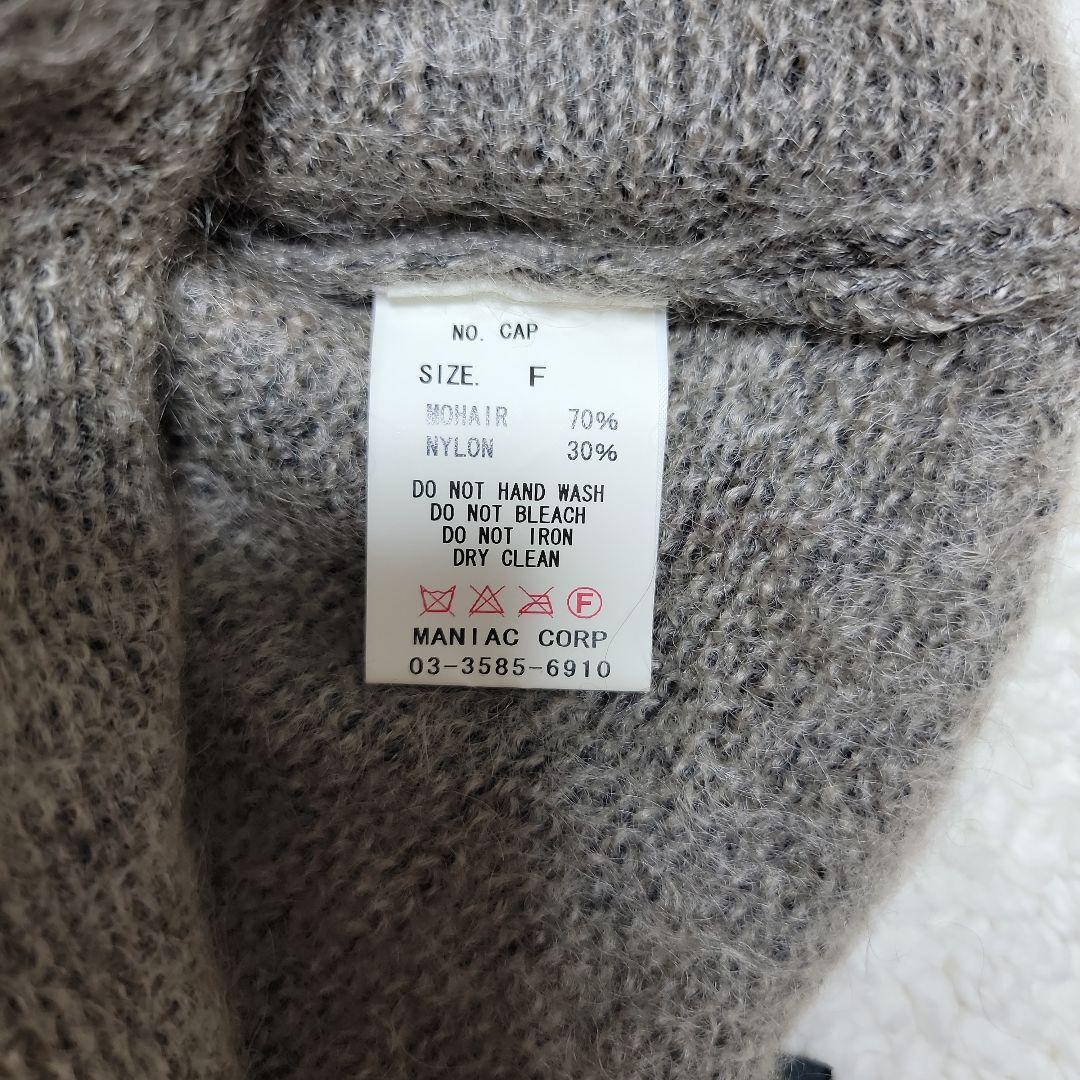 NO. CAP
SIZE. F
MOHAIR 70%
NYLON 30%
DO NOT HAND WASH
DO NOT BLEACH
DO NOT IRON
DRY CLEAN
F
MANIAC CORP
03-3585-6910